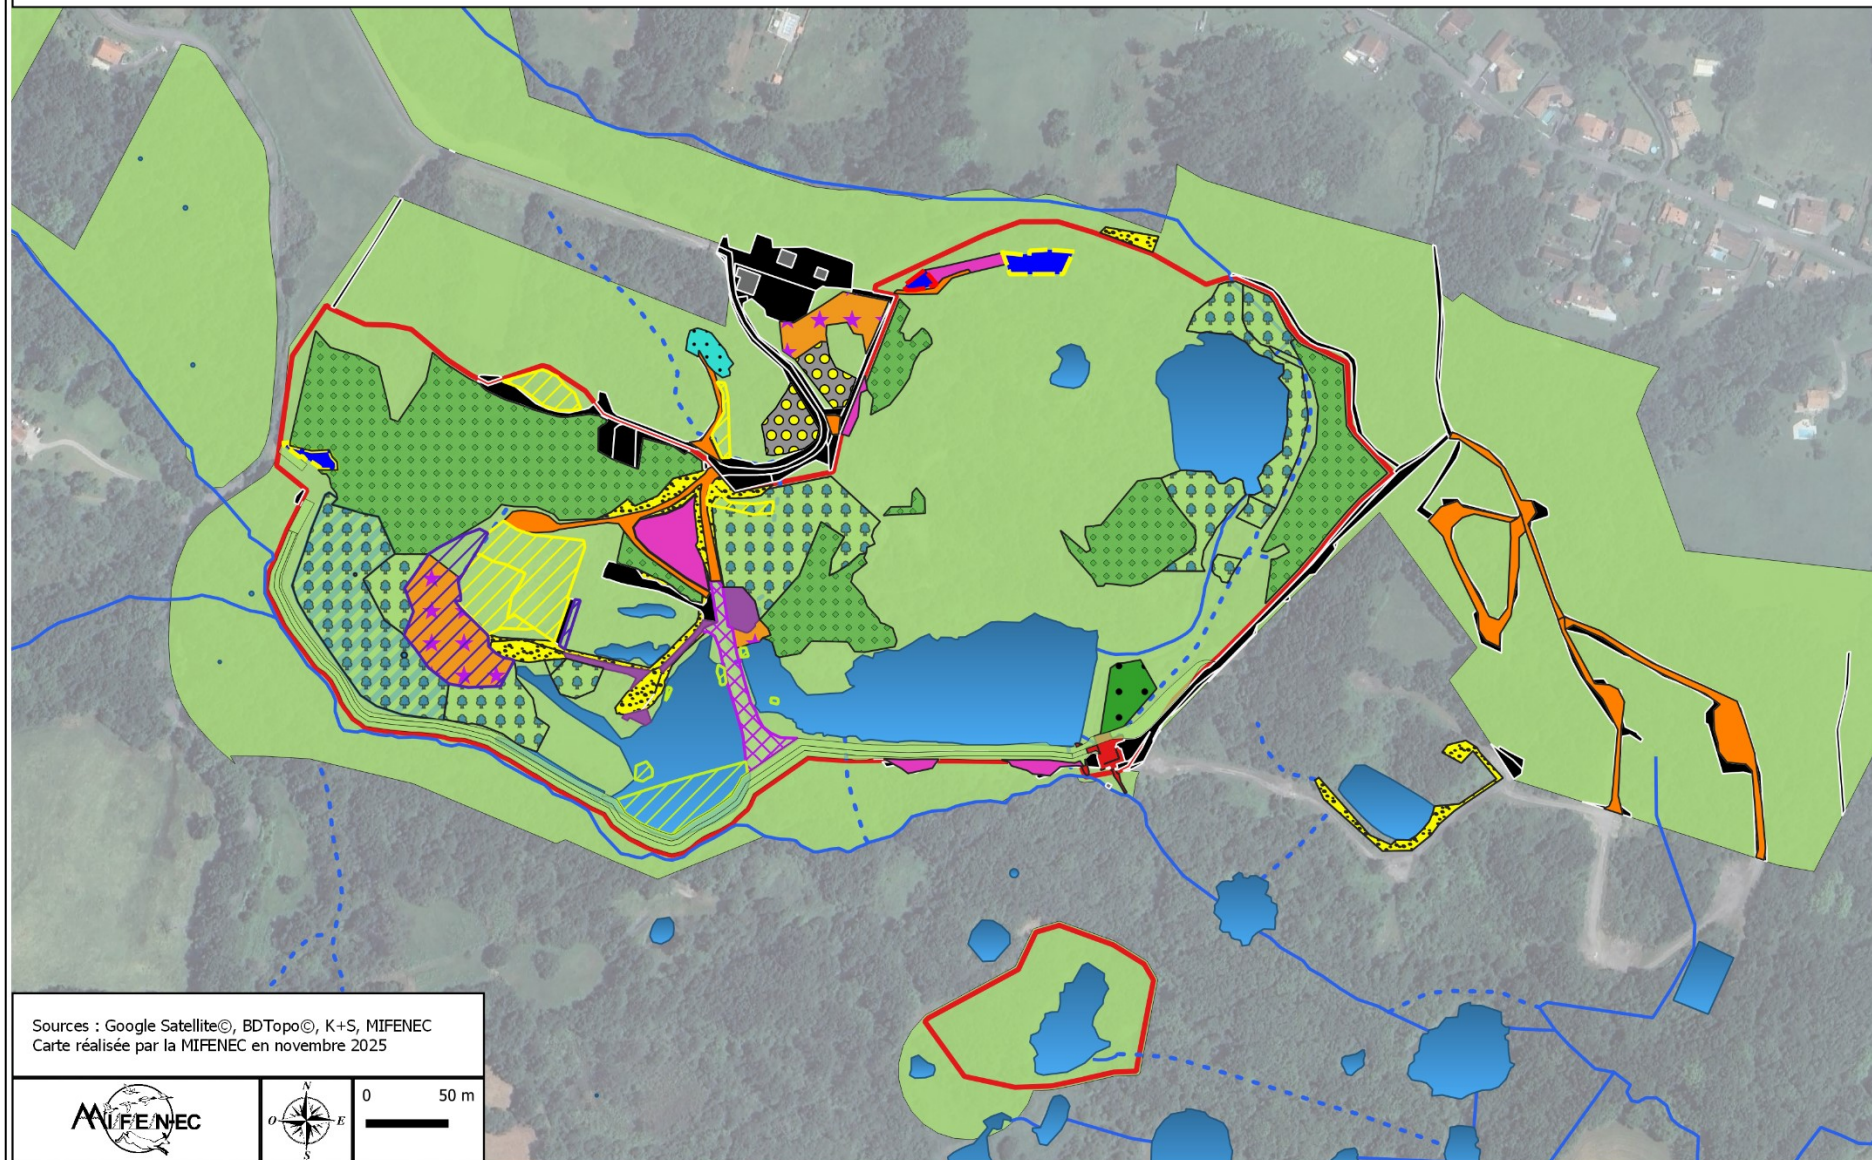 Sources : Google Satellite©, BDTopo©, K+S, MIFENEC
Carte réalisée par la MIFENEC en novembre 2025
MIFENEC
N
O
E
S
0
50 m